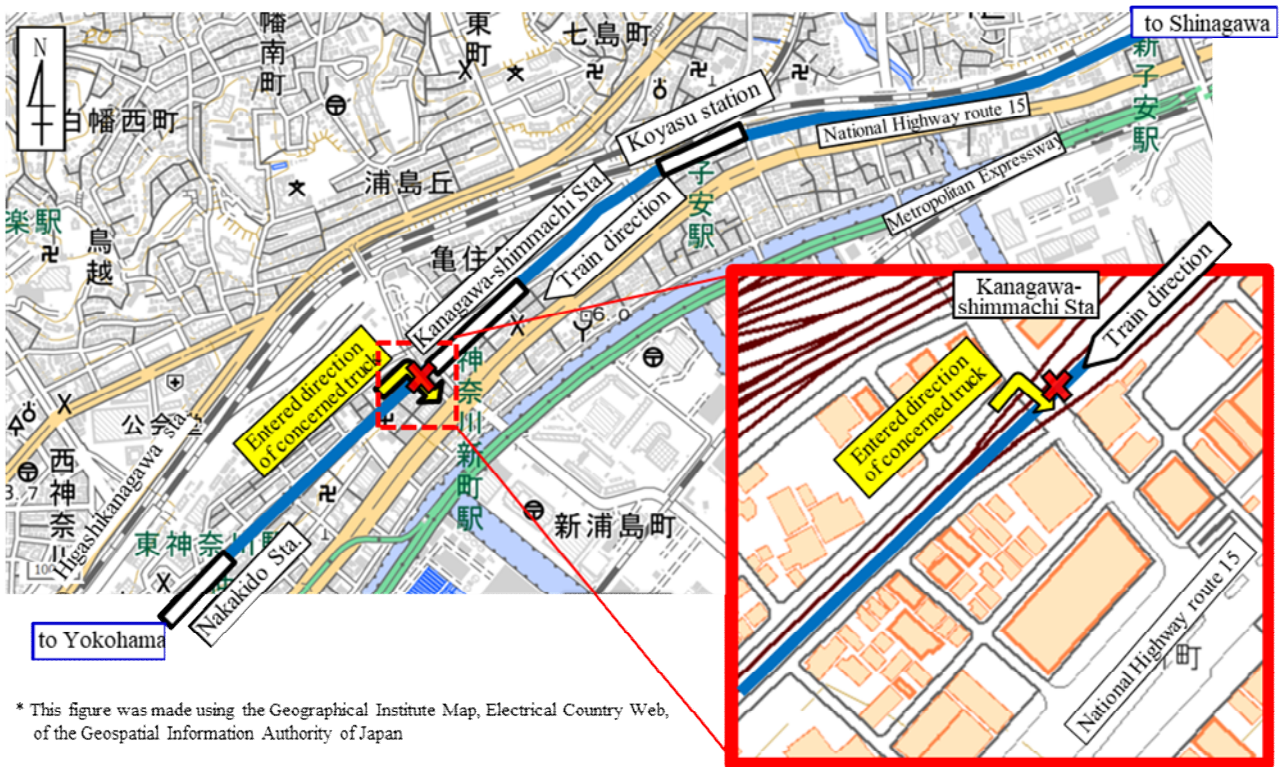 to Shinagawa
N
幡南町
東町
七島町
白幡西町
新子安駅
Koyasu station
National Highway route 15
浦島丘
子安駅
Metropolitan Expressway
Kanagawa-shimmachi Sta.
Train direction
楽駅
鳥越
亀住
6.0
Entered direction
of concerned truck
神奈川新町駅
公会
西神奈川
3.7
Higashikanagawa sta.
東神奈川駅
新浦島町
Nakakido Sta.
to Yokohama
Kanagawa-
shimmachi Sta
Train direction
Entered direction
of concerned truck
National Highway route 15
町
* This figure was made using the Geographical Institute Map, Electrical Country Web,
of the Geospatial Information Authority of Japan